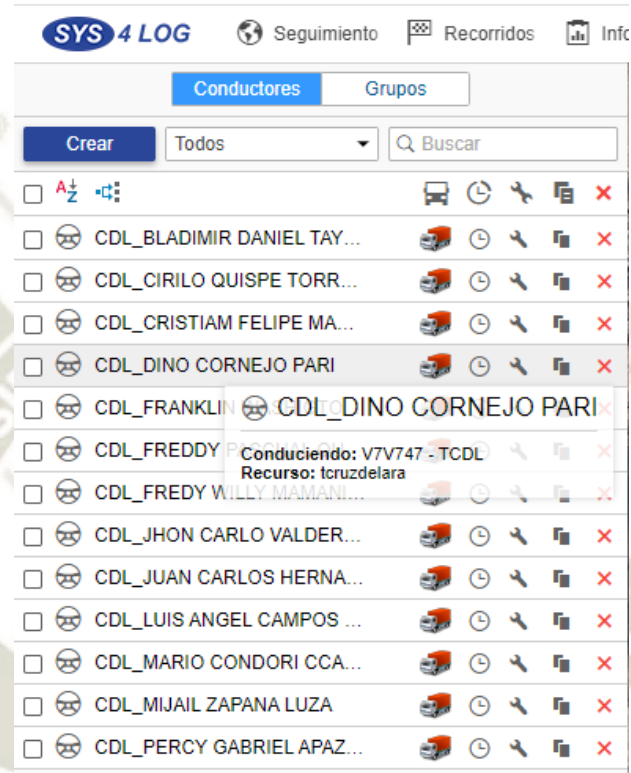 SYS 4 LOG Seguimiento Recorridos Info
Conductores Grupos
Crear Todos Buscar
AZ
CDL_BLADIMIR DANIEL TAY...
CDL_CIRILO QUISPE TORR...
CDL_CRISTIAM FELIPE MA...
CDL_DINO CORNEJO PARI
CDL_FRANKLIN
CDL_DINO CORNEJO PARI
CDL_FREDDY
Conduciendo: V7V747 - TCDL
Recurso: tcruzdelara
CDL_FREDY WILLY MAMANI...
CDL_JHON CARLO VALDER...
CDL_JUAN CARLOS HERNA...
CDL_LUIS ANGEL CAMPOS ...
CDL_MARIO CONDORI CCA...
CDL_MIJAIL ZAPANA LUZA
CDL_PERCY GABRIEL APAZ...